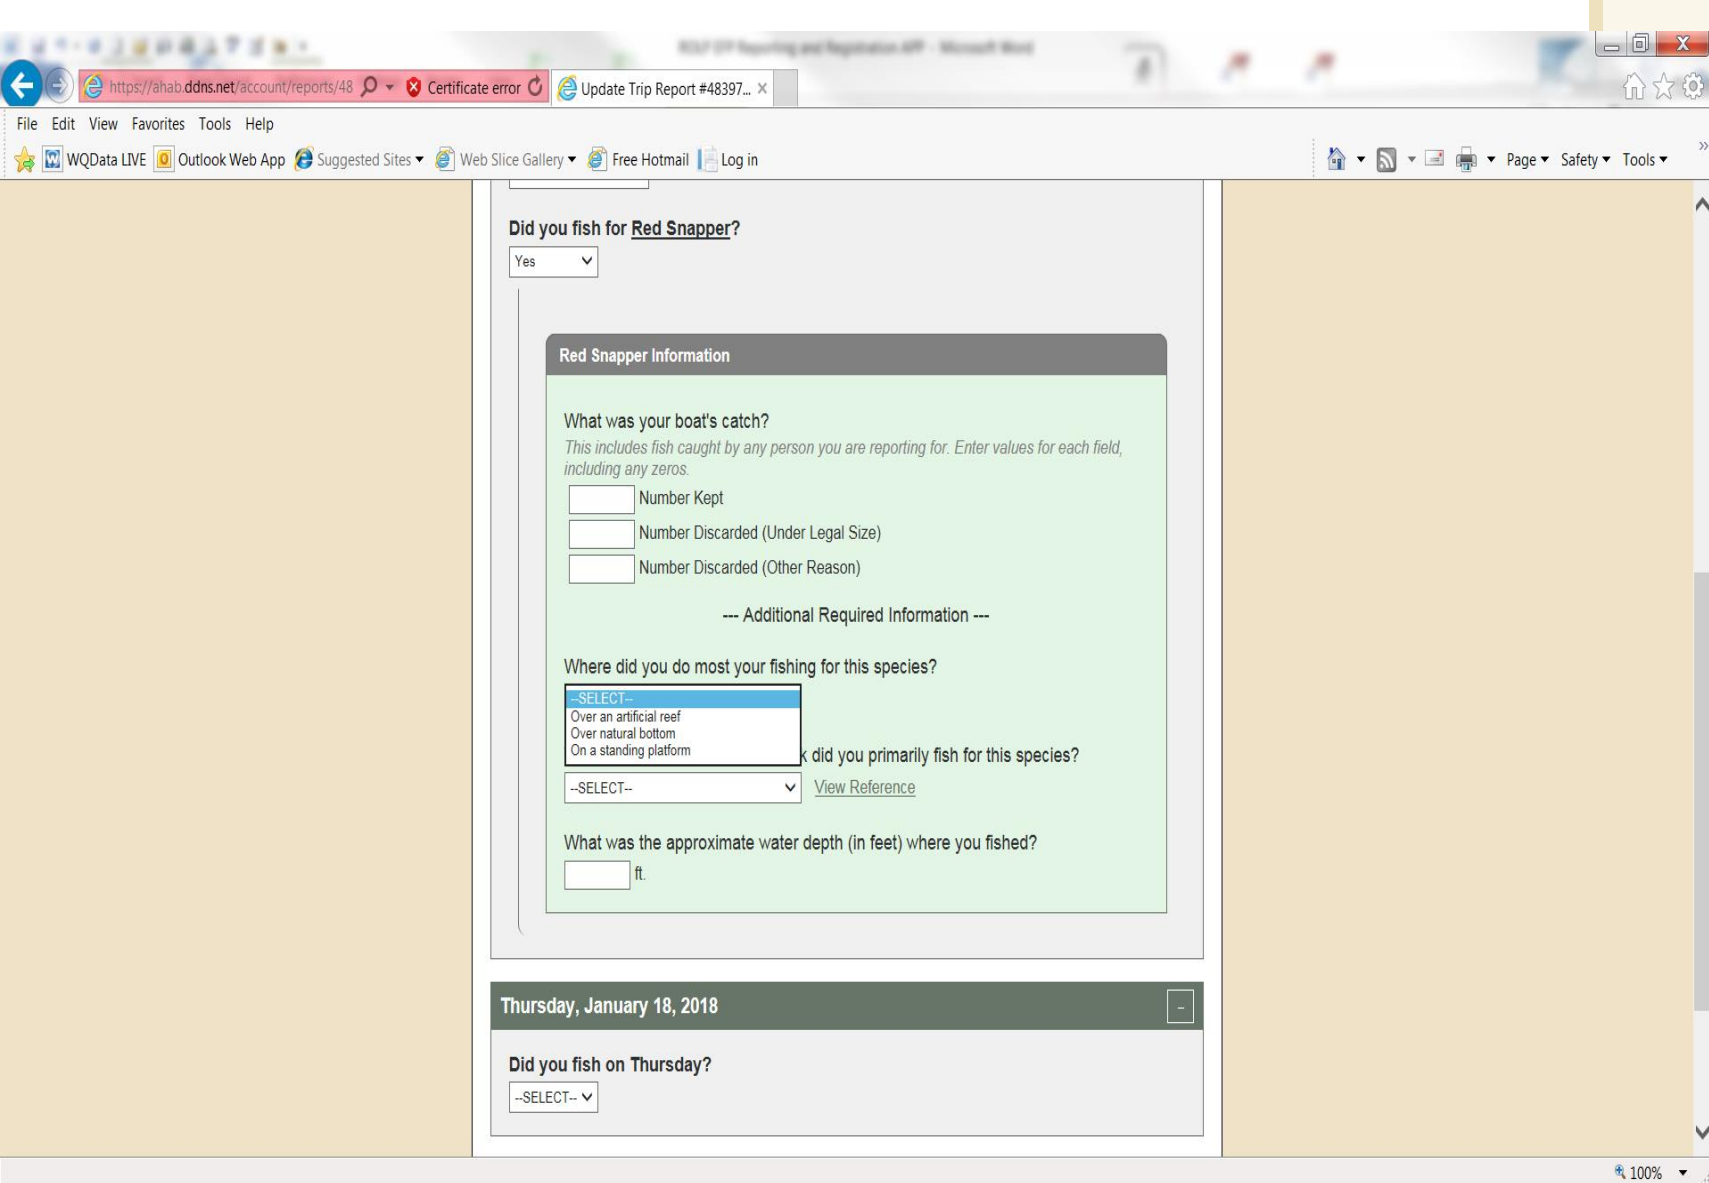 https://ahab.ddns.net/account/reports/48 Certificate error Update Trip Report #48397...
File Edit View Favorites Tools Help
WQData LIVE Outlook Web App Suggested Sites Web Slice Gallery Free Hotmail Log in Page Safety Tools
Did you fish for Red Snapper?
Yes
Red Snapper Information
What was your boat's catch?
This includes fish caught by any person you are reporting for. Enter values for each field,
including any zeros.
Number Kept
Number Discarded (Under Legal Size)
Number Discarded (Other Reason)
--- Additional Required Information ---
Where did you do most your fishing for this species?
--SELECT--
Over an artificial reef
Over natural bottom
On a standing platform
k did you primarily fish for this species?
--SELECT-- View Reference
What was the approximate water depth (in feet) where you fished?
ft.
Thursday, January 18, 2018 -
Did you fish on Thursday?
--SELECT--
100%